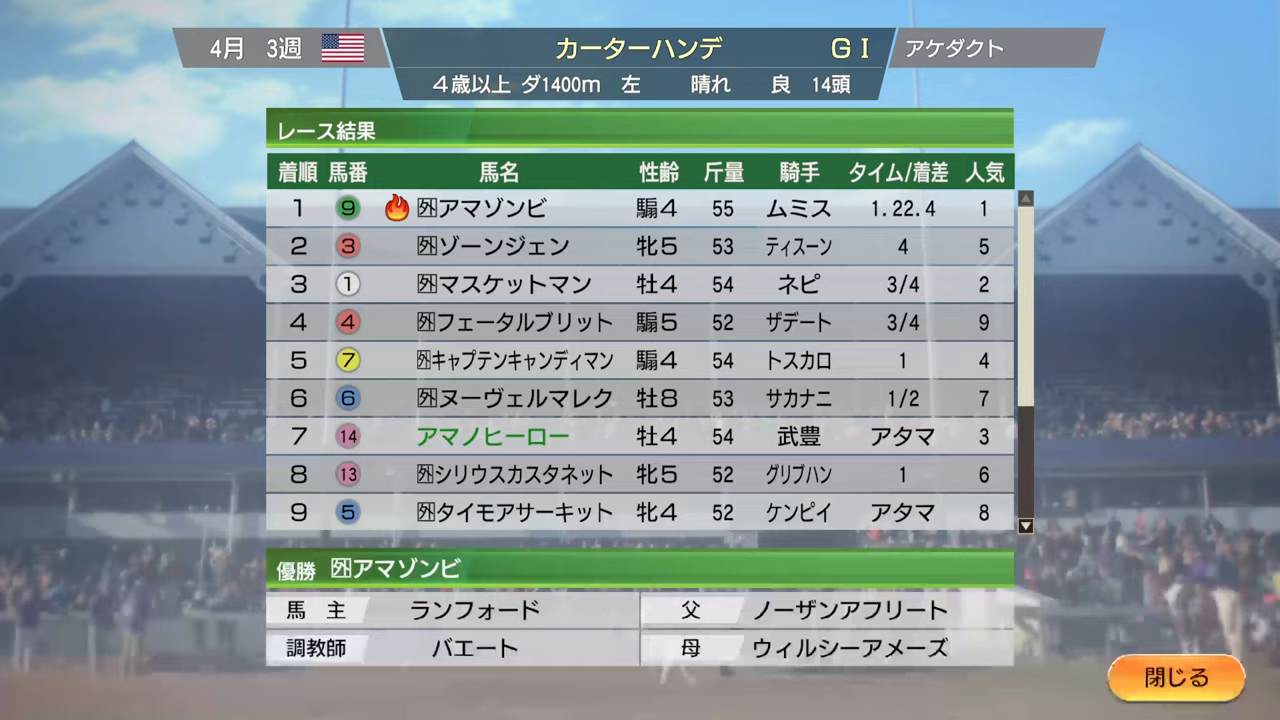 4月 3週 カーターハンデ GⅠ アケダクト
4歳以上 ダ1400m 左 晴れ 良 14頭
レース結果
着順 馬番 馬名 性齢 斤量 騎手 タイム/着差 人気
1 9 外アマゾンビ 騸4 55 ムミス 1.22.4 1
2 3 外ゾーンジェン 牝5 53 ティスーン 4 5
3 1 外マスケットマン 牡4 54 ネピ 3/4 2
4 4 外フェータルブリット 騸5 52 ザデート 3/4 9
5 7 外キャプテンキャンディマン 騸4 54 トスカロ 1 4
6 6 外ヌーヴェルマレク 牡8 53 サカナニ 1/2 7
7 14 アマノヒーロー 牡4 54 武豊 アタマ 3
8 13 外シリウスカスタネット 牝5 52 グリブハン 1 6
9 5 外タイモアサーキット 牝4 52 ケンピイ アタマ 8
優勝 外アマゾンビ
馬主 ランフォード 父 ノーザンアフリート
調教師 バエート 母 ウィルシーアメーズ
閉じる